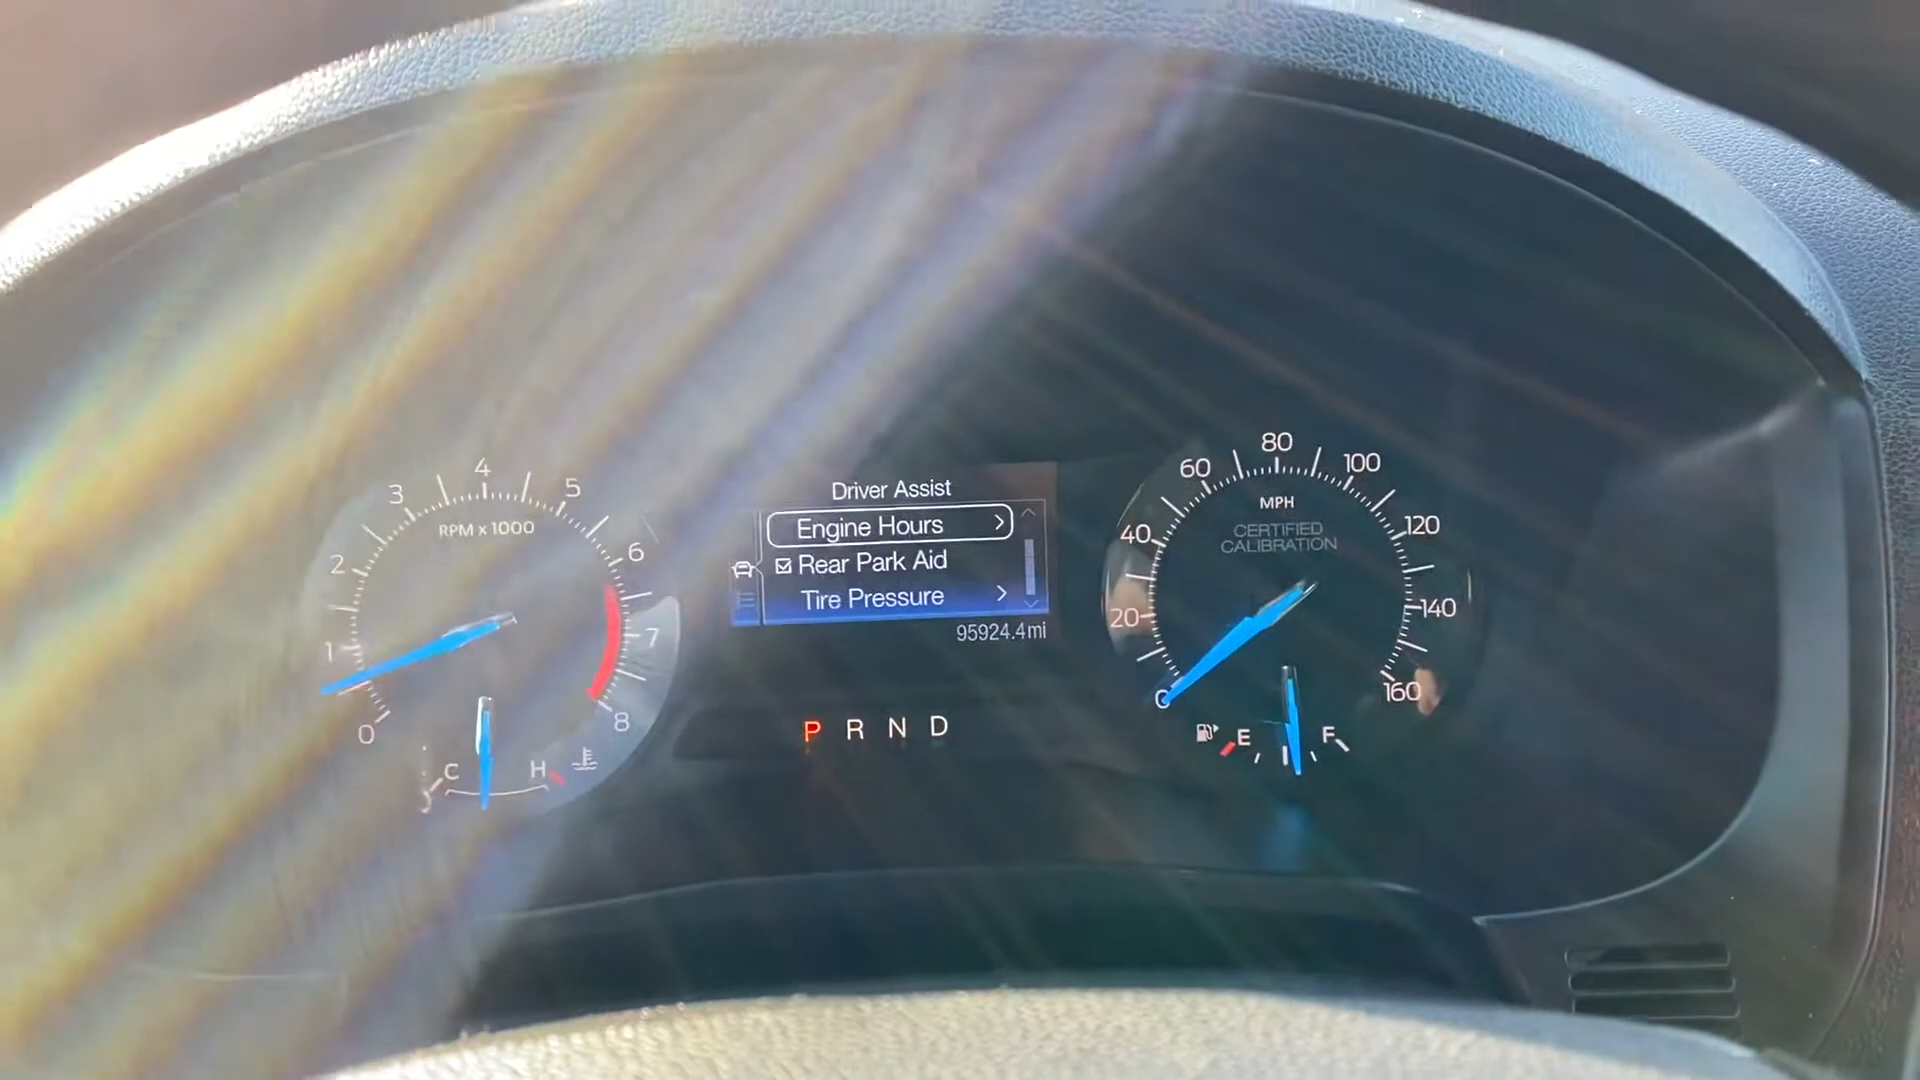 Driver Assist
Engine Hours
Rear Park Aid
Tire Pressure
95924.4mi
P R N D
0
1
2
3
4
5
6
7
8
RPM x 1000
C
H
0
20
40
60
80
100
120
140
160
MPH
CERTIFIED
CALIBRATION
E
F